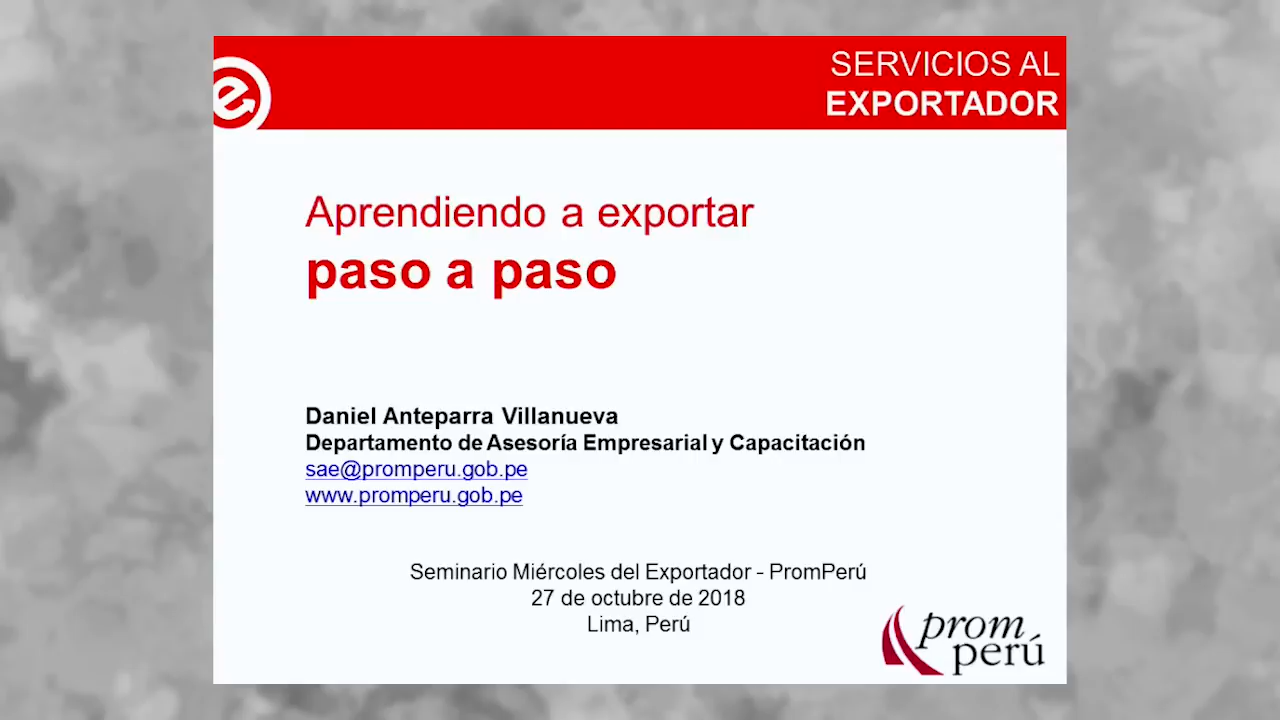 SERVICIOS AL
EXPORTADOR
Aprendiendo a exportar
paso a paso
Daniel Anteparra Villanueva
Departamento de Asesoría Empresarial y Capacitación
sae@promperu.gob.pe
www.promperu.gob.pe
Seminario Miércoles del Exportador - PromPerú
27 de octubre de 2018
Lima, Perú
prom
perú